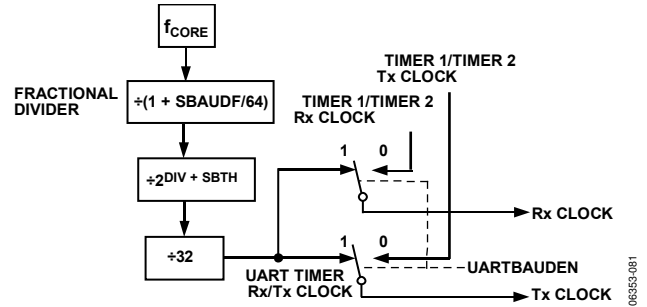 fCORE
FRACTIONAL
DIVIDER
÷(1 + SBAUDF/64)
÷2DIV + SBTH
÷32
TIMER 1/TIMER 2
Tx CLOCK
TIMER 1/TIMER 2
Rx CLOCK
1 0
Rx CLOCK
1 0
UART TIMER
Rx/Tx CLOCK
UARTBAUDEN
Tx CLOCK
06353-081